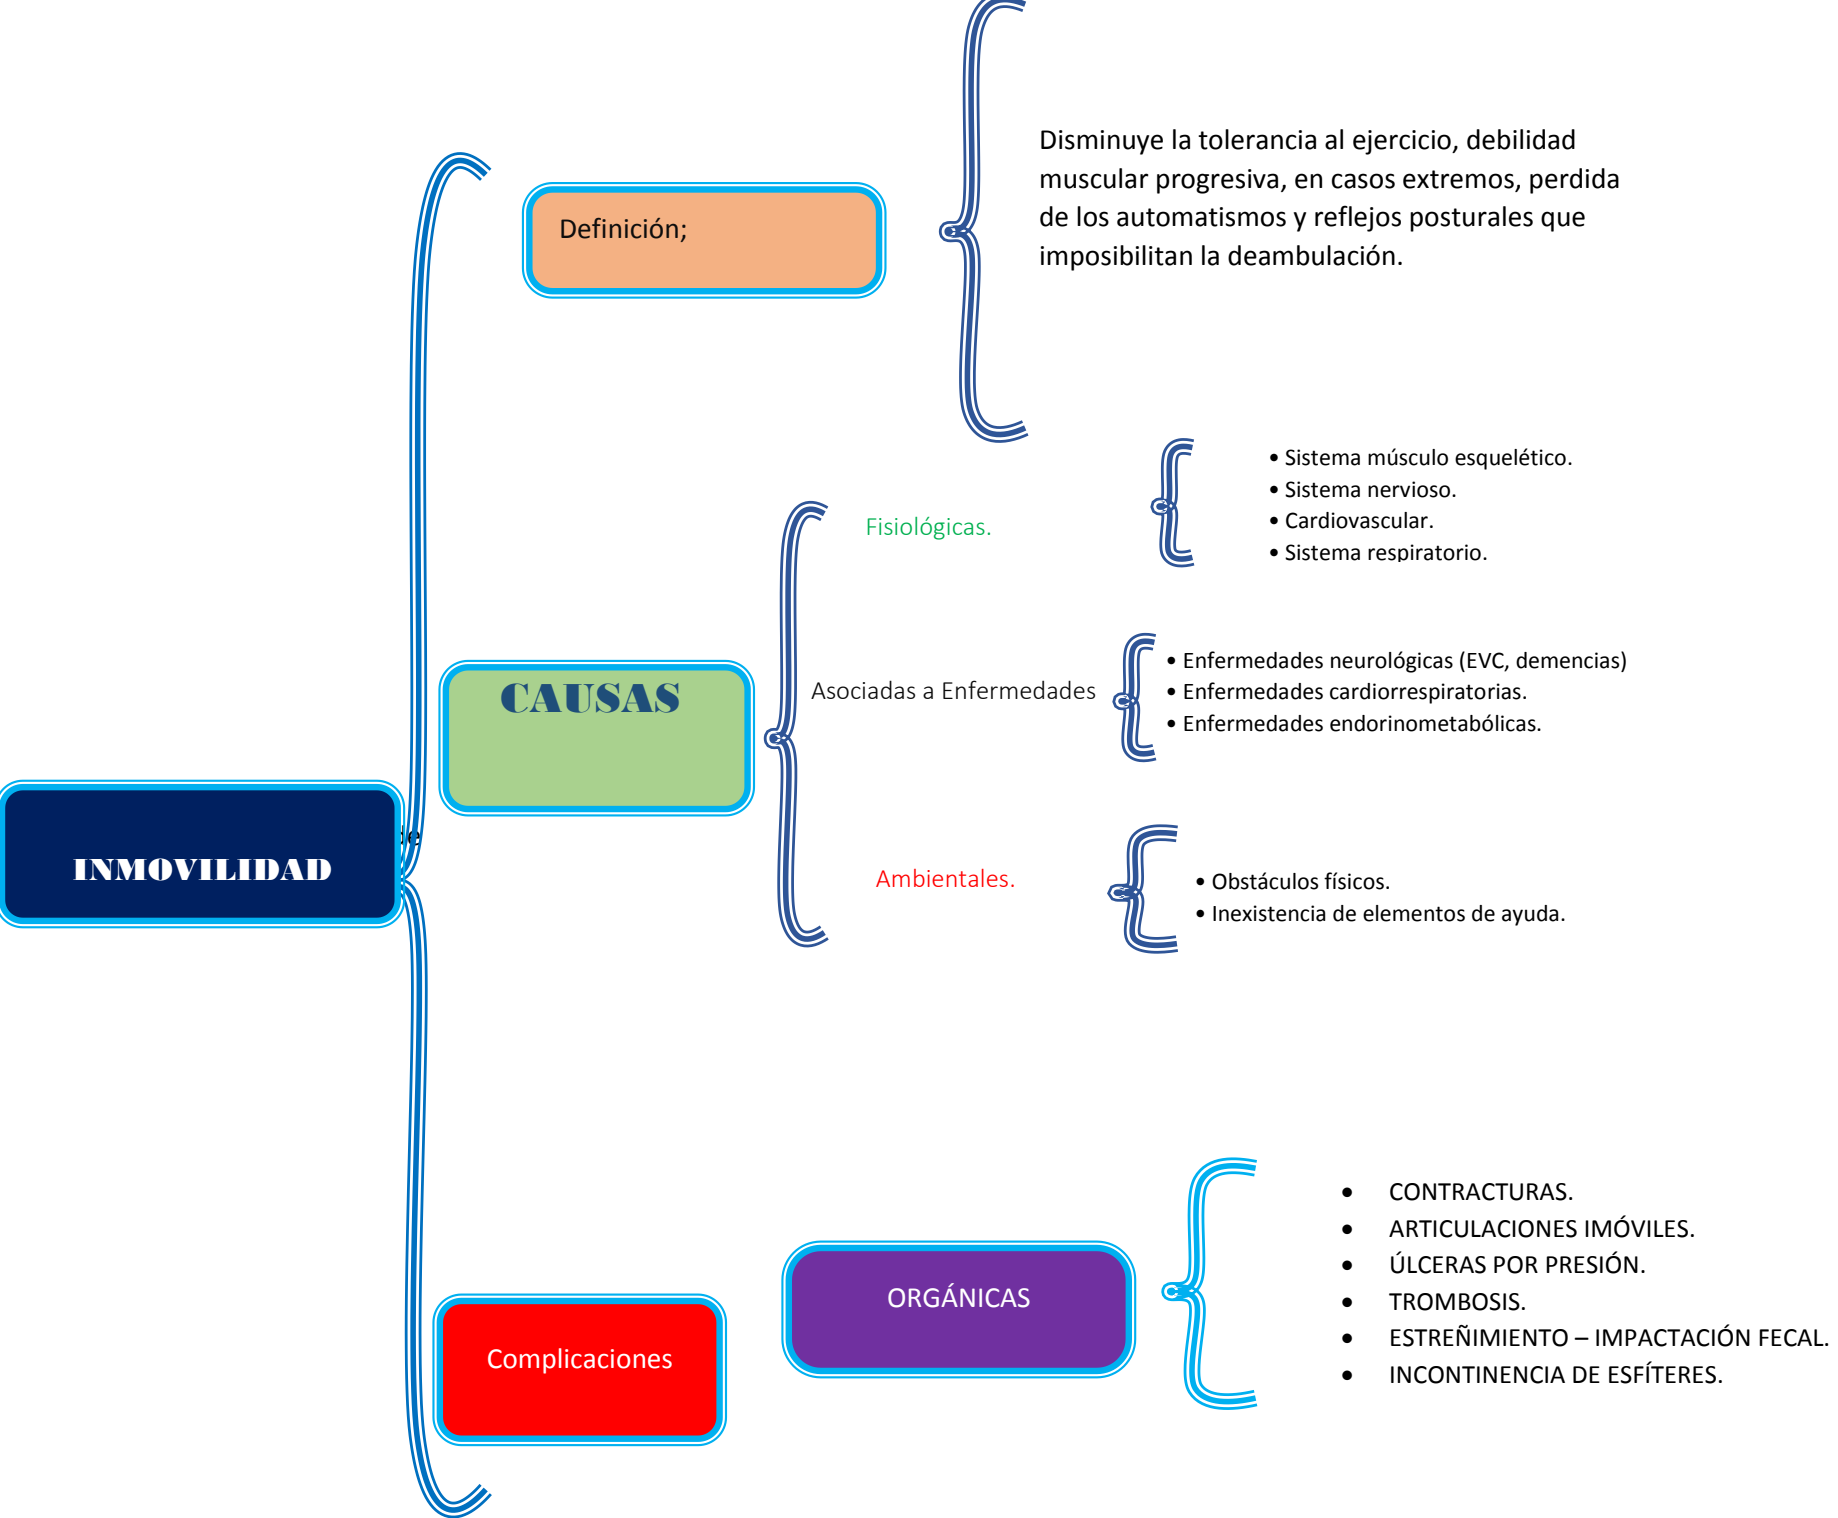 Disminuye la tolerancia al ejercicio, debilidad
muscular progresiva, en casos extremos, perdida
de los automatismos y reflejos posturales que
imposibilitan la deambulación.
Definición;
• Sistema músculo esquelético.
• Sistema nervioso.
• Cardiovascular.
• Sistema respiratorio.
Fisiológicas.
CAUSAS
Asociadas a Enfermedades
• Enfermedades neurológicas (EVC, demencias)
• Enfermedades cardiorrespiratorias.
• Enfermedades endorinometabólicas.
INMOVILIDAD
Ambientales.
• Obstáculos físicos.
• Inexistencia de elementos de ayuda.
Complicaciones
ORGÁNICAS
• CONTRACTURAS.
• ARTICULACIONES IMÓVILES.
• ÚLCERAS POR PRESIÓN.
• TROMBOSIS.
• ESTREÑIMIENTO – IMPACTACIÓN FECAL.
• INCONTINENCIA DE ESFÍTERES.